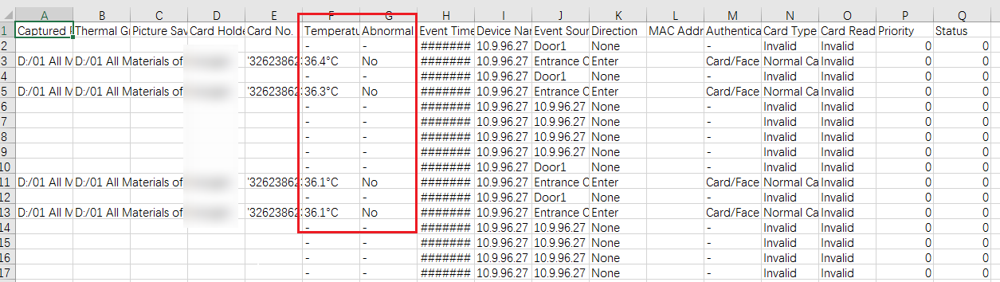 A B C D E F G H I J K L M N O P Q
1 Captured Thermal Gr Picture Sav Card Holde Card No. Temperatu Abnormal Event Time Device Nar Event Sour Direction MAC Addr Authentica Card Type Card Read Priority Status
2 - - ####### 10.9.96.27 Door1 None - Invalid Invalid 0 0
3 D:/01 All M D:/01 All Materials of '32623862 36.4°C No ####### 10.9.96.27 Entrance C Enter Card/Face Normal Ca Invalid 0 0
4 - - ####### 10.9.96.27 Door1 None - Invalid Invalid 0 0
5 D:/01 All M D:/01 All Materials of '32623862 36.3°C No ####### 10.9.96.27 Entrance C Enter Card/Face Normal Ca Invalid 0 0
6 - - ####### 10.9.96.27 10.9.96.27 None - Invalid Invalid 0 0
7 - - ####### 10.9.96.27 10.9.96.27 None - Invalid Invalid 0 0
8 - - ####### 10.9.96.27 10.9.96.27 None - Invalid Invalid 0 0
9 - - ####### 10.9.96.27 10.9.96.27 None - Invalid Invalid 0 0
10 - - ####### 10.9.96.27 Door1 None - Invalid Invalid 0 0
11 D:/01 All M D:/01 All Materials of '32623862 36.1°C No ####### 10.9.96.27 Entrance C Enter Card/Face Normal Ca Invalid 0 0
12 - - ####### 10.9.96.27 Door1 None - Invalid Invalid 0 0
13 D:/01 All M D:/01 All Materials of '32623862 36.1°C No ####### 10.9.96.27 Entrance C Enter Card/Face Normal Ca Invalid 0 0
14 - - ####### 10.9.96.27 10.9.96.27 None - Invalid Invalid 0 0
15 - - ####### 10.9.96.27 10.9.96.27 None - Invalid Invalid 0 0
16 - - ####### 10.9.96.27 10.9.96.27 None - Invalid Invalid 0 0
17 - - ####### 10.9.96.27 10.9.96.27 None - Invalid Invalid 0 0